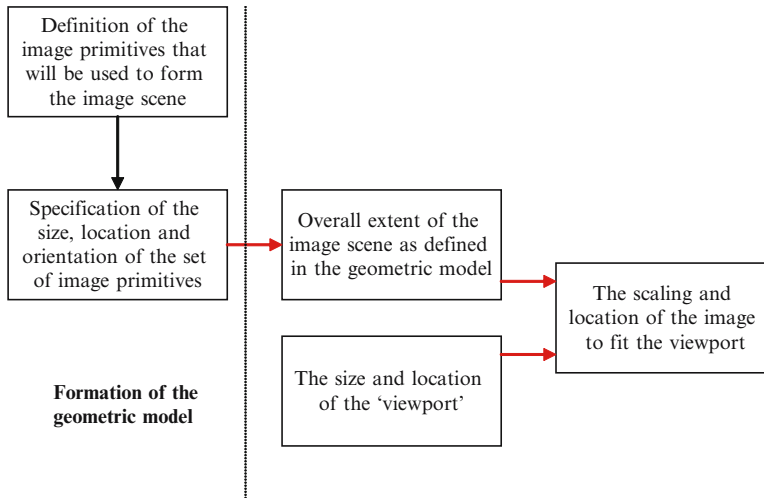 Definition of the
image primitives that
will be used to form
the image scene
Specification of the
size, location and
orientation of the set
of image primitives
Overall extent of the
image scene as defined
in the geometric model
The scaling and
location of the image
to fit the viewport
The size and location
of the ‘viewport’
Formation of the
geometric model